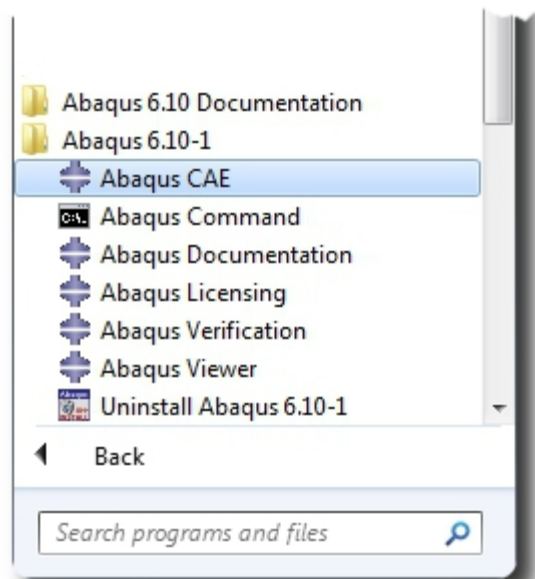 Abaqus 6.10 Documentation
Abaqus 6.10-1
Abaqus CAE
C:\.
Abaqus Command
Abaqus Documentation
Abaqus Licensing
Abaqus Verification
Abaqus Viewer
Uninstall Abaqus 6.10-1
Back
Search programs and files